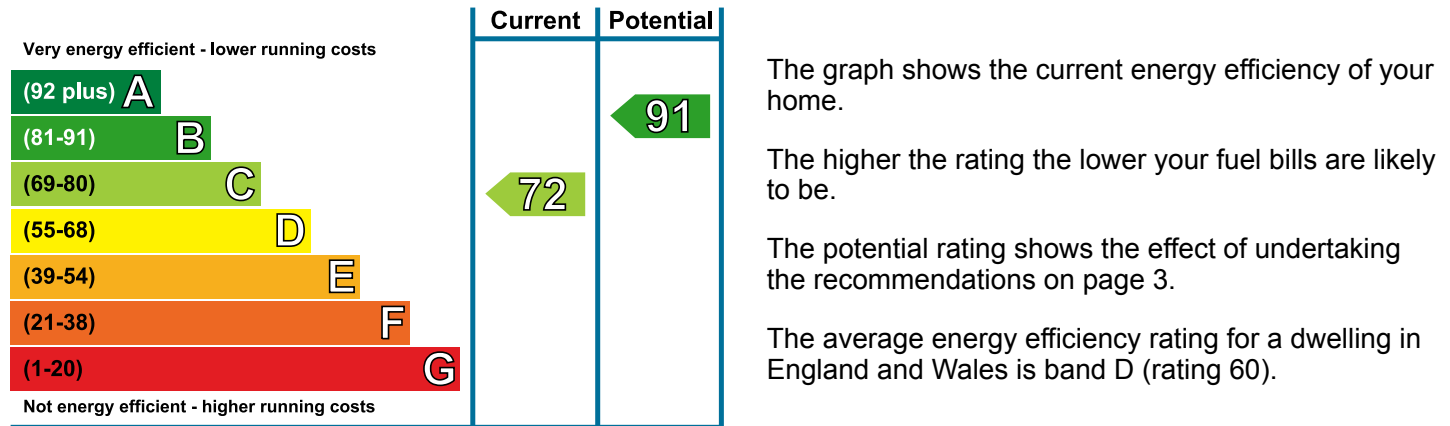 Current Potential
Very energy efficient - lower running costs
(92 plus) A
91
(81-91) B
(69-80) C
72
(55-68) D
(39-54) E
(21-38) F
(1-20) G
Not energy efficient - higher running costs
The graph shows the current energy efficiency of your
home.
The higher the rating the lower your fuel bills are likely
to be.
The potential rating shows the effect of undertaking
the recommendations on page 3.
The average energy efficiency rating for a dwelling in
England and Wales is band D (rating 60).